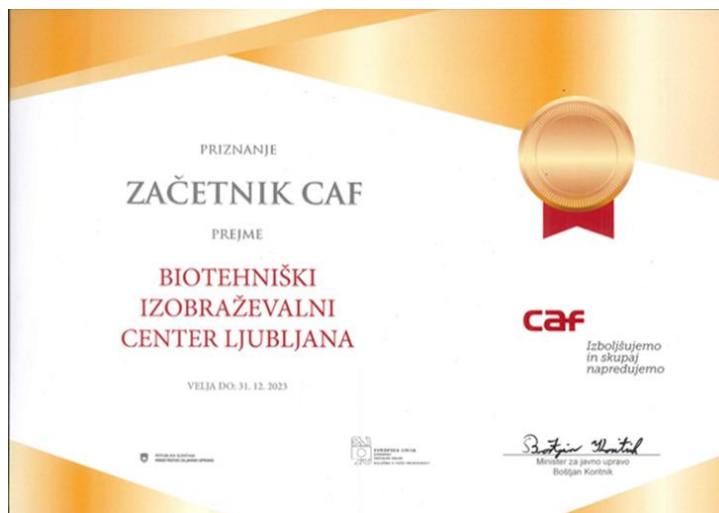 PRIZNANJE
ZAČETNIK CAF
PREJME
BIOTEHNIŠKI
IZOBRAŽEVALNI
CENTER LJUBLJANA
VELJA DO: 31. 12. 2023
caf
Izboljšujemo
in skupaj
napredujemo
REPUBLIKA SLOVENIJA
MINISTRSTVO ZA JAVNO UPRAVO
EVROPSKA UNIJA
Minister za javno upravo
Boštjan Koritnik